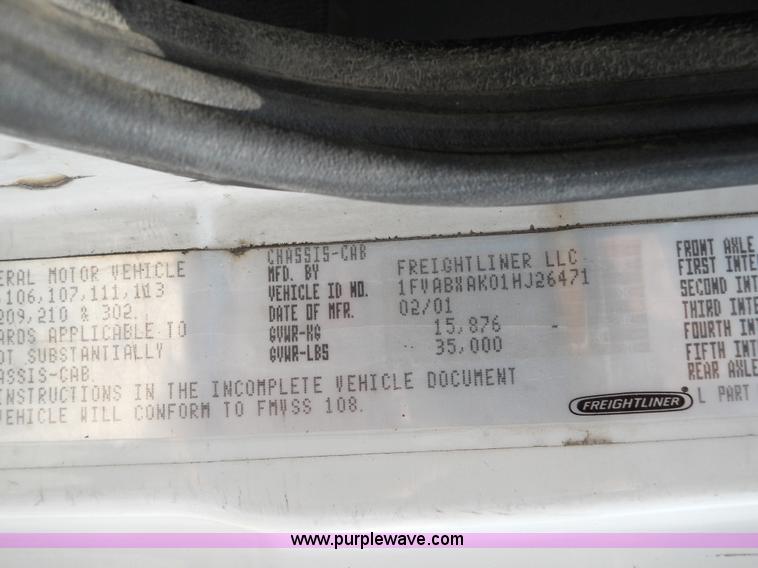 CHASSIS-CAB
ERAL MOTOR VEHICLE
106,107,111,113
209,210 & 302.
ARDS APPLICABLE TO
OT SUBSTANTIALLY
ASSIS-CAB.
MFD. BY FREIGHTLINER LLC
VEHICLE ID NO. 1FVABXAK01HJ26471
DATE OF MFR. 02/01
GVWR-KG 15,876
GVWR-LBS 35,000
INSTRUCTIONS IN THE INCOMPLETE VEHICLE DOCUMENT
VEHICLE WILL CONFORM TO FMVSS 108.
FRONT AXLE
FIRST INTE
SECOND INT
THIRD INTE
FOURTH INT
FIFTH INT
REAR AXLE
FREIGHTLINER
L PART
www.purplewave.com